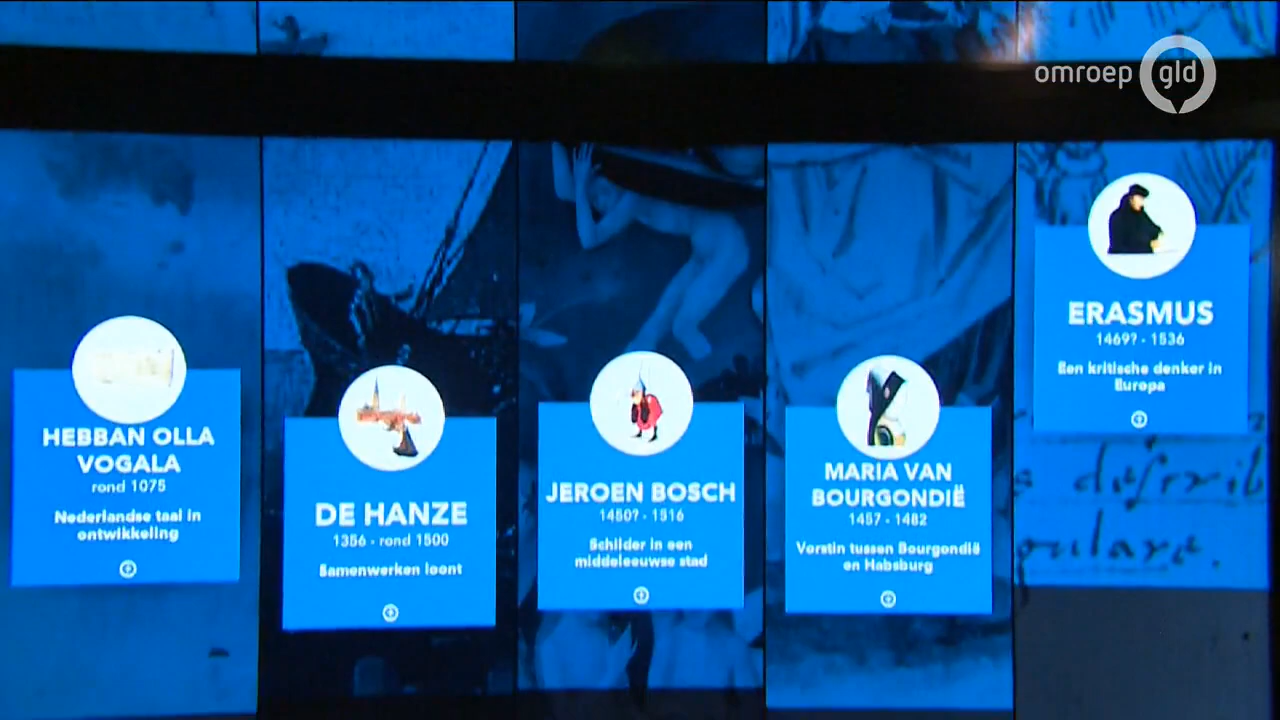 omroep gld
HEBBAN OLLA
VOGALA
rond 1075
Nederlandse taal in
ontwikkeling
DE HANZE
1356 - rond 1500
Samenwerken loont
JEROEN BOSCH
1450? - 1516
Schilder in een
middeleeuwse stad
MARIA VAN
BOURGONDIË
1457 - 1482
Vorstin tussen Bourgondië
en Habsburg
ERASMUS
1469? - 1536
Een kritische denker in
Europa